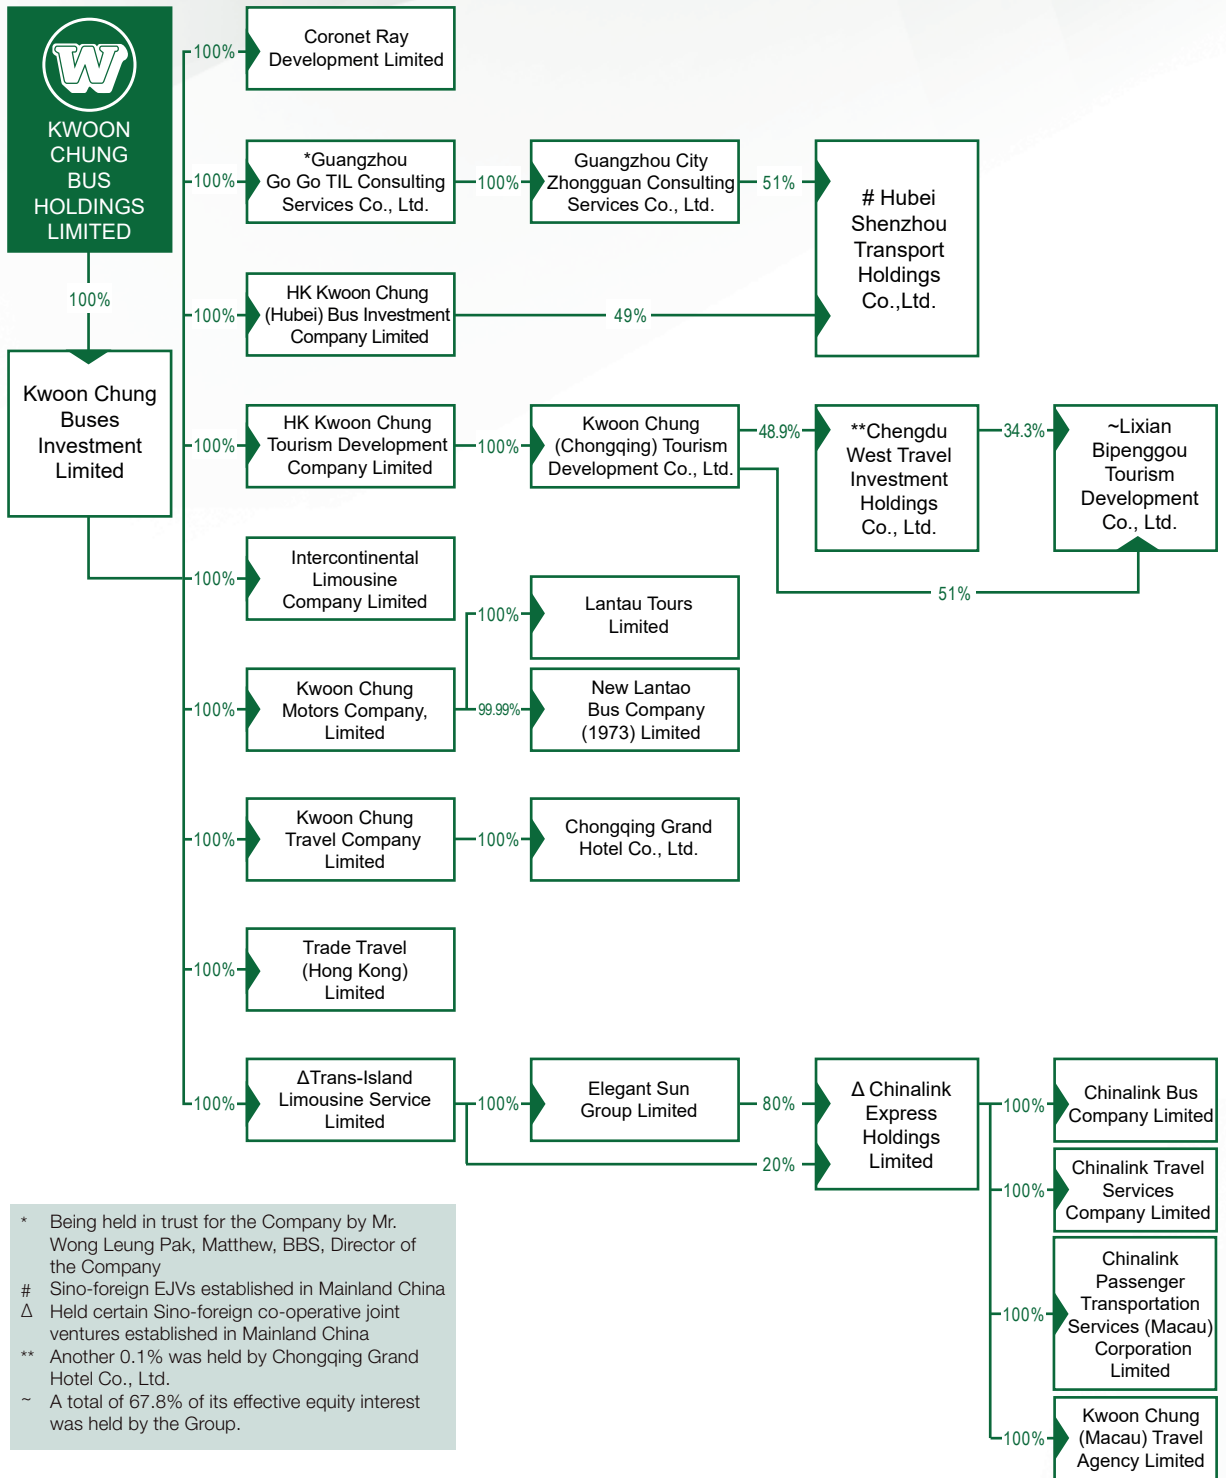 W
KWOON
CHUNG
BUS
HOLDINGS
LIMITED
100%
Kwoon Chung
Buses
Investment
Limited
100%
Coronet Ray
Development Limited
100%
*Guangzhou
Go Go TIL Consulting
Services Co., Ltd.
100%
Guangzhou City
Zhongguan Consulting
Services Co., Ltd.
51%
# Hubei
Shenzhou
Transport
Holdings
Co.,Ltd.
100%
HK Kwoon Chung
(Hubei) Bus Investment
Company Limited
49%
100%
HK Kwoon Chung
Tourism Development
Company Limited
100%
Kwoon Chung
(Chongqing) Tourism
Development Co., Ltd.
48.9%
**Chengdu
West Travel
Investment
Holdings
Co., Ltd.
34.3%
~Lixian
Bipenggou
Tourism
Development
Co., Ltd.
51%
100%
Intercontinental
Limousine
Company Limited
100%
Kwoon Chung
Motors Company,
Limited
100%
Lantau Tours
Limited
99.99%
New Lantao
Bus Company
(1973) Limited
100%
Kwoon Chung
Travel Company
Limited
100%
Chongqing Grand
Hotel Co., Ltd.
100%
Trade Travel
(Hong Kong)
Limited
100%
ΔTrans-Island
Limousine Service
Limited
100%
Elegant Sun
Group Limited
80%
20%
Δ Chinalink
Express
Holdings
Limited
100%
Chinalink Bus
Company Limited
100%
Chinalink Travel
Services
Company Limited
100%
Chinalink
Passenger
Transportation
Services (Macau)
Corporation
Limited
100%
Kwoon Chung
(Macau) Travel
Agency Limited
* Being held in trust for the Company by Mr.
Wong Leung Pak, Matthew, BBS, Director of
the Company
# Sino-foreign EJVs established in Mainland China
Δ Held certain Sino-foreign co-operative joint
ventures established in Mainland China
** Another 0.1% was held by Chongqing Grand
Hotel Co., Ltd.
~ A total of 67.8% of its effective equity interest
was held by the Group.